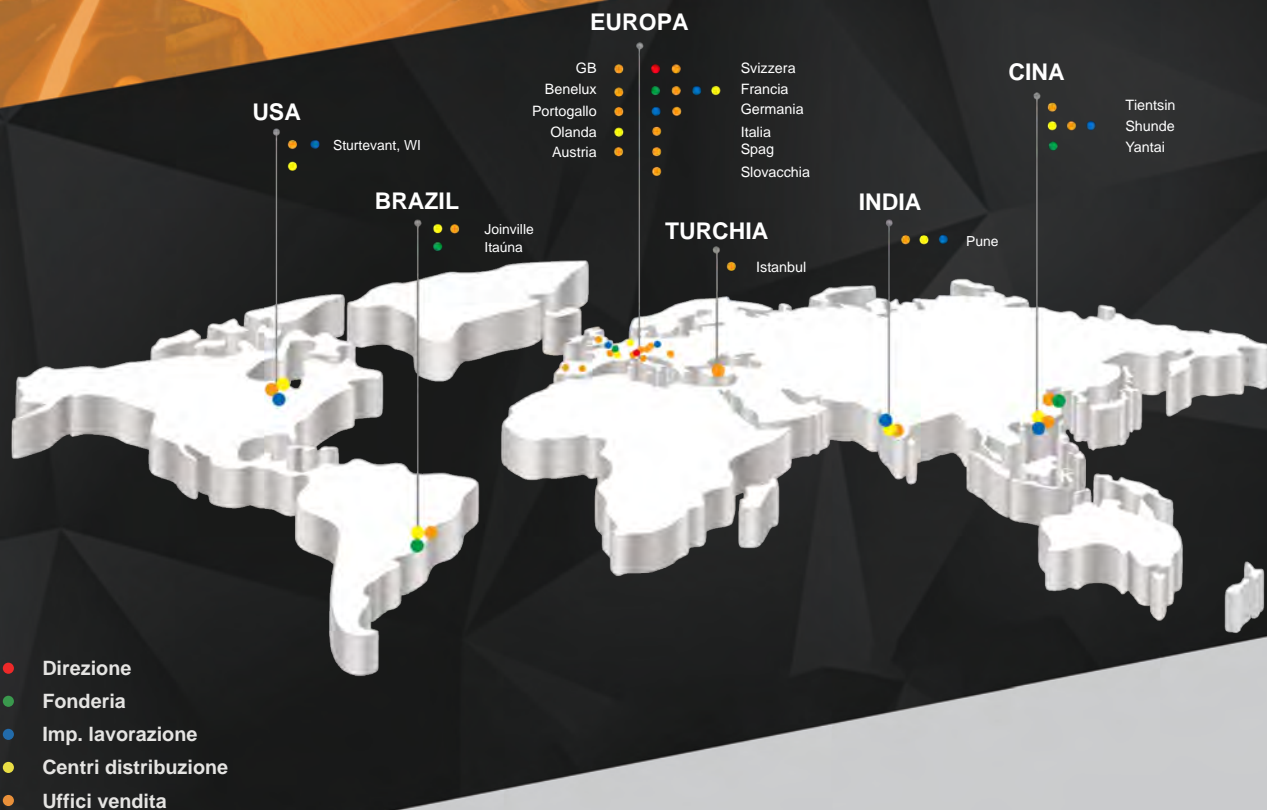 EUROPA
GB
Benelux
Portogallo
Olanda
Austria
Svizzera
Francia
Germania
Italia
Spag
Slovacchia
CINA
Tientsin
Shunde
Yantai
USA
Sturtevant, WI
BRAZIL
Joinville
Itaúna
TURCHIA
Istanbul
INDIA
Pune
Direzione
Fonderia
Imp. lavorazione
Centri distribuzione
Uffici vendita